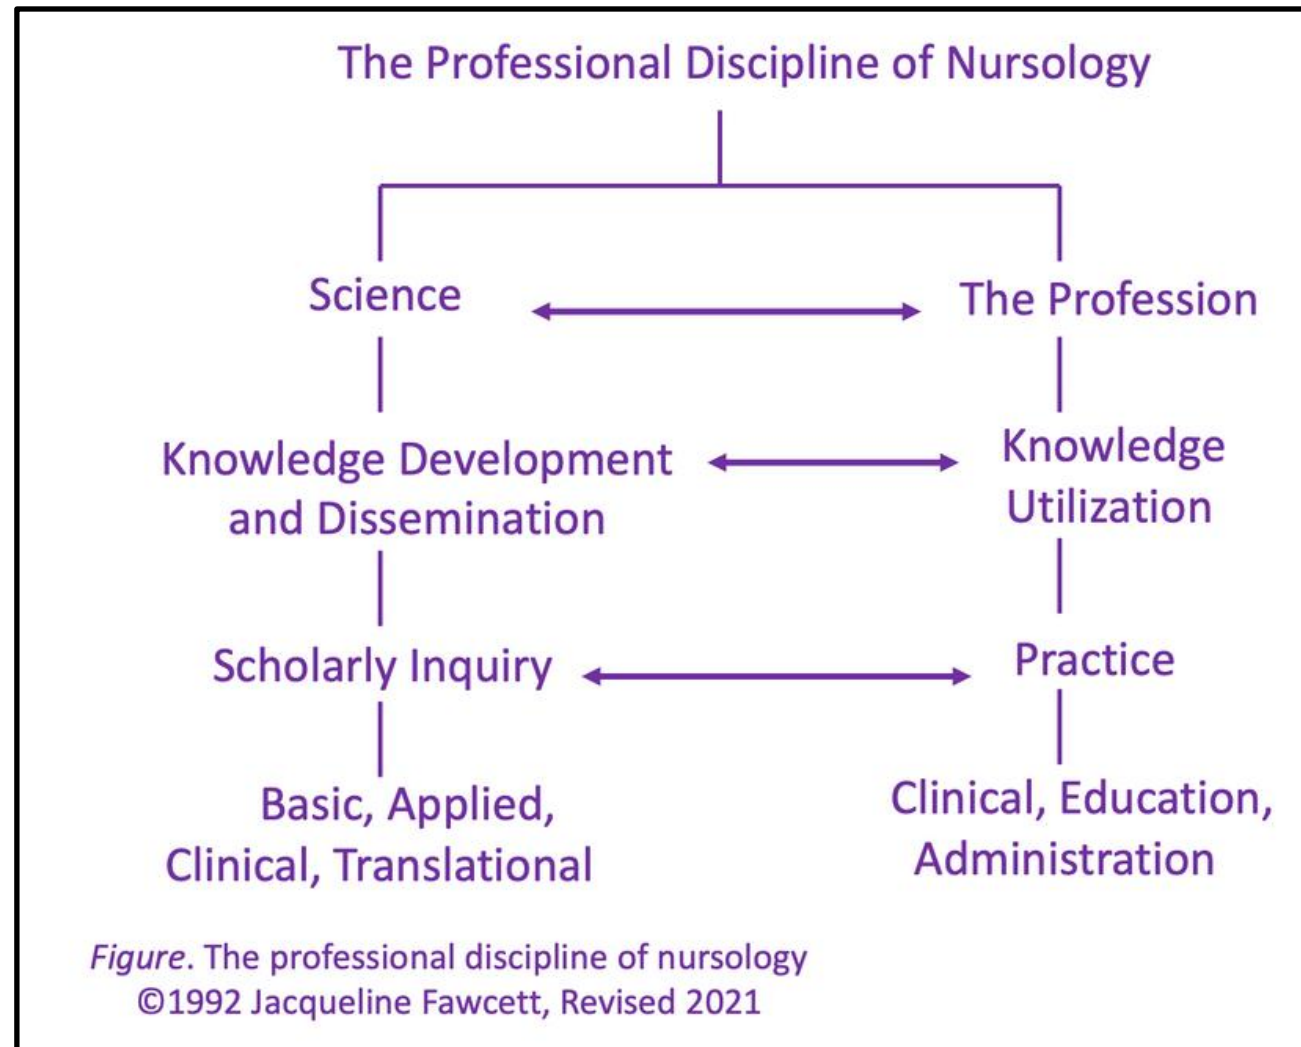 The Professional Discipline of Nursology
Science
The Profession
Knowledge Development
and Dissemination
Knowledge
Utilization
Scholarly Inquiry
Practice
Basic, Applied,
Clinical, Translational
Clinical, Education,
Administration
Figure. The professional discipline of nursology
©1992 Jacqueline Fawcett, Revised 2021